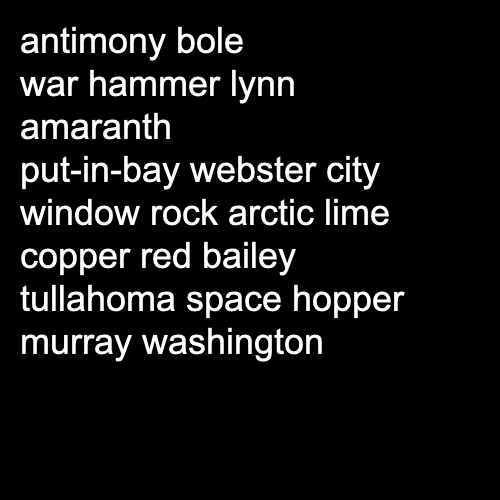 antimony bole
war hammer lynn
amaranth
put-in-bay webster city
window rock arctic lime
copper red bailey
tullahoma space hopper
murray washington